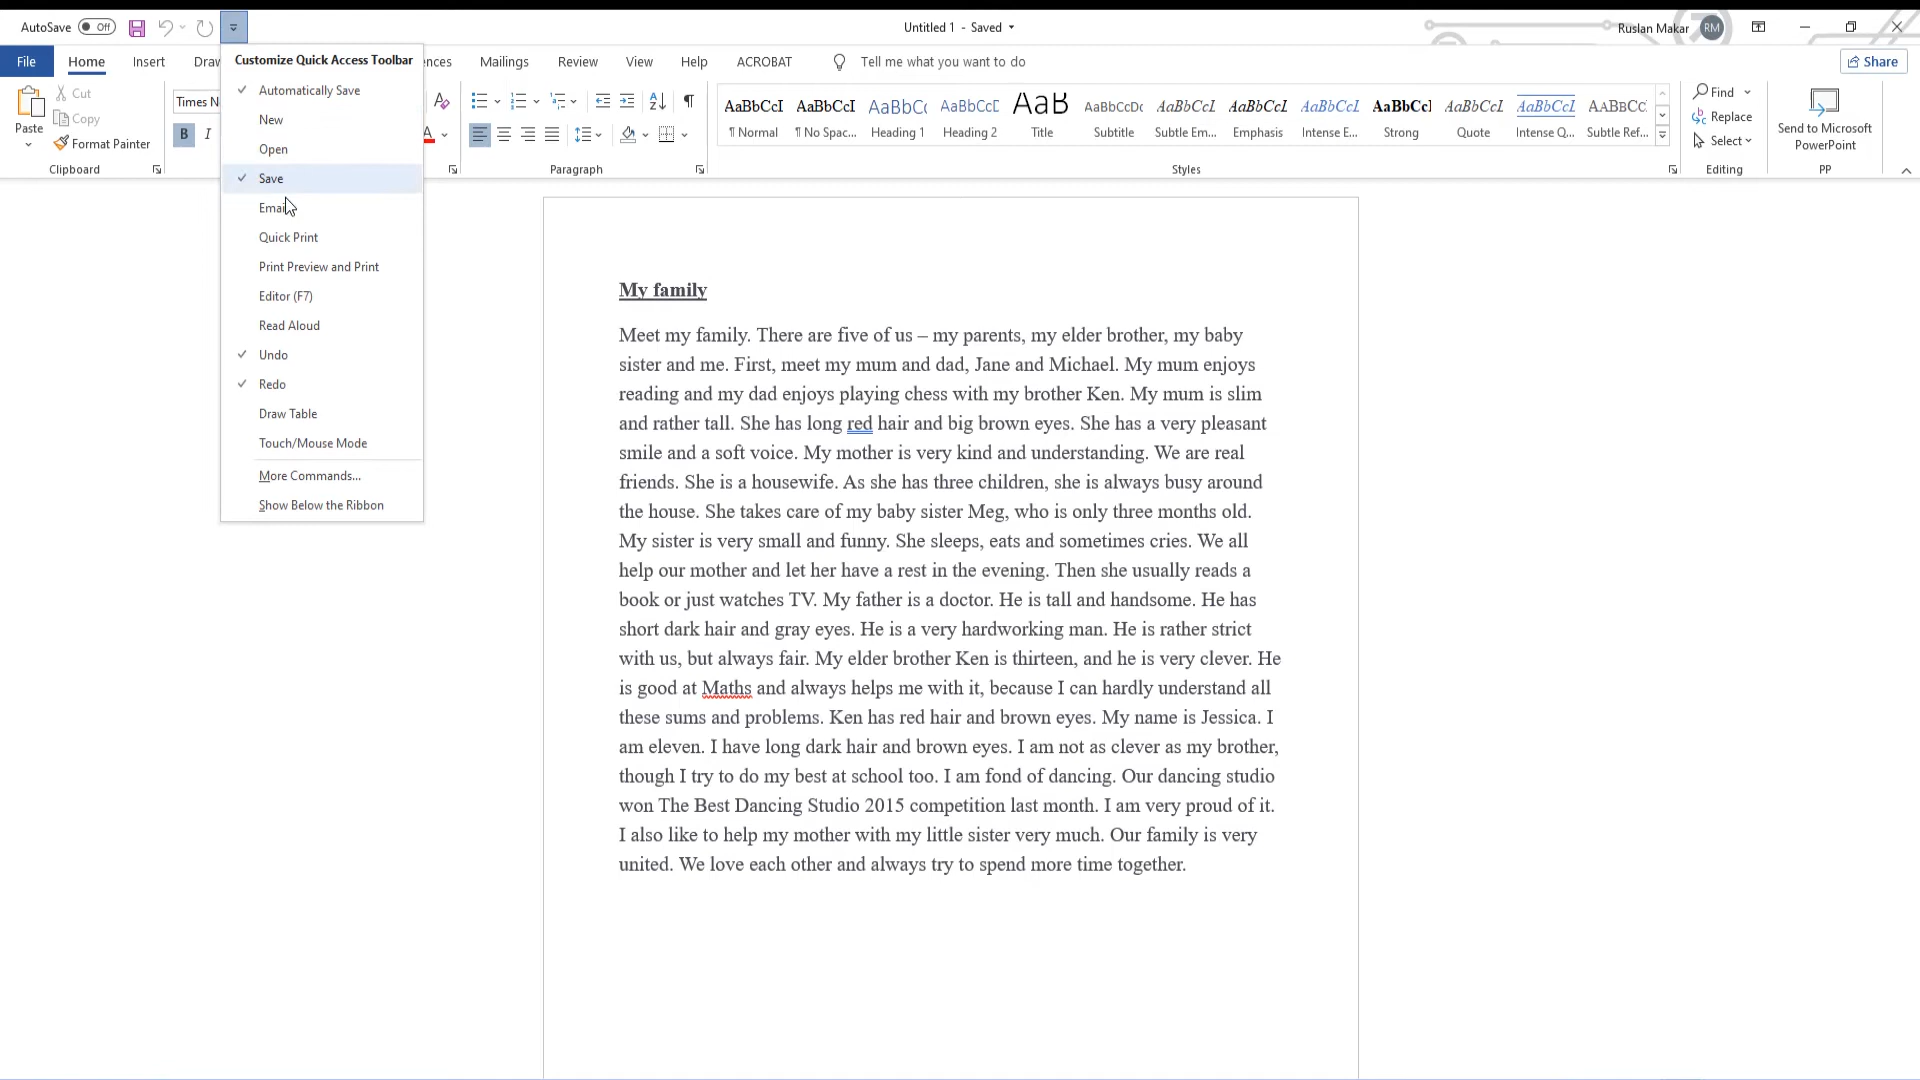 AutoSave Off
Untitled 1 - Saved
Ruslan Makar RM
File Home Insert Draw ences Mailings Review View Help ACROBAT Tell me what you want to do Share
Customize Quick Access Toolbar
Automatically Save
New
Open
Save
Email
Quick Print
Print Preview and Print
Editor (F7)
Read Aloud
Undo
Redo
Draw Table
Touch/Mouse Mode
More Commands...
Show Below the Ribbon
Paste
Cut
Copy
Format Painter
Clipboard
Times N
B I
A
Paragraph
AaBbCcI AaBbCcI AaBbC AaBbCcD AaB AaBbCcDc AaBbCcL AaBbCcL AaBbCcL AaBbCcI AaBbCcL AaBbCcL AaBbCc
¶ Normal ¶ No Spac... Heading 1 Heading 2 Title Subtitle Subtle Em... Emphasis Intense E... Strong Quote Intense Q... Subtle Ref...
Styles
Find
Replace
Select
Editing
Send to Microsoft
PowerPoint
PP
My family
Meet my family. There are five of us – my parents, my elder brother, my baby
sister and me. First, meet my mum and dad, Jane and Michael. My mum enjoys
reading and my dad enjoys playing chess with my brother Ken. My mum is slim
and rather tall. She has long red hair and big brown eyes. She has a very pleasant
smile and a soft voice. My mother is very kind and understanding. We are real
friends. She is a housewife. As she has three children, she is always busy around
the house. She takes care of my baby sister Meg, who is only three months old.
My sister is very small and funny. She sleeps, eats and sometimes cries. We all
help our mother and let her have a rest in the evening. Then she usually reads a
book or just watches TV. My father is a doctor. He is tall and handsome. He has
short dark hair and gray eyes. He is a very hardworking man. He is rather strict
with us, but always fair. My elder brother Ken is thirteen, and he is very clever. He
is good at Maths and always helps me with it, because I can hardly understand all
these sums and problems. Ken has red hair and brown eyes. My name is Jessica. I
am eleven. I have long dark hair and brown eyes. I am not as clever as my brother,
though I try to do my best at school too. I am fond of dancing. Our dancing studio
won The Best Dancing Studio 2015 competition last month. I am very proud of it.
I also like to help my mother with my little sister very much. Our family is very
united. We love each other and always try to spend more time together.